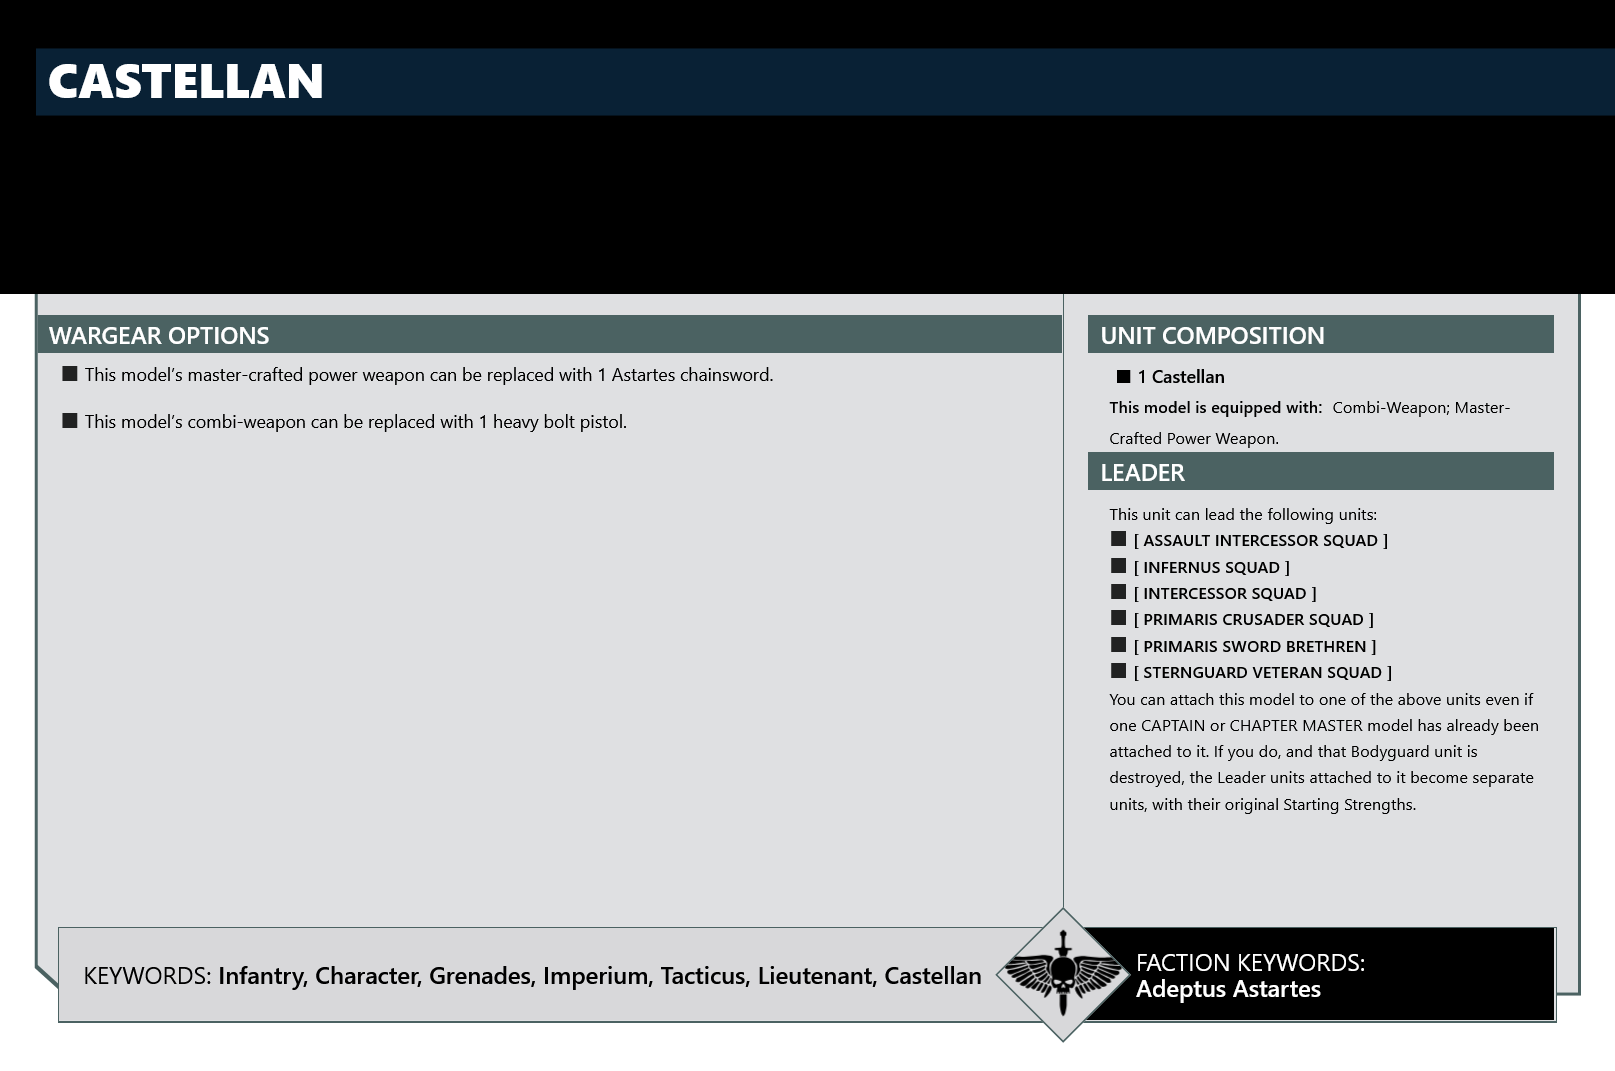 CASTELLAN
WARGEAR OPTIONS
■ This model’s master-crafted power weapon can be replaced with 1 Astartes chainsword.
■ This model’s combi-weapon can be replaced with 1 heavy bolt pistol.
UNIT COMPOSITION
■ 1 Castellan
This model is equipped with: Combi-Weapon; Master-
Crafted Power Weapon.
LEADER
This unit can lead the following units:
■ [ ASSAULT INTERCESSOR SQUAD ]
■ [ INFERNUS SQUAD ]
■ [ INTERCESSOR SQUAD ]
■ [ PRIMARIS CRUSADER SQUAD ]
■ [ PRIMARIS SWORD BRETHREN ]
■ [ STERNGUARD VETERAN SQUAD ]
You can attach this model to one of the above units even if
one CAPTAIN or CHAPTER MASTER model has already been
attached to it. If you do, and that Bodyguard unit is
destroyed, the Leader units attached to it become separate
units, with their original Starting Strengths.
KEYWORDS: Infantry, Character, Grenades, Imperium, Tacticus, Lieutenant, Castellan
FACTION KEYWORDS:
Adeptus Astartes